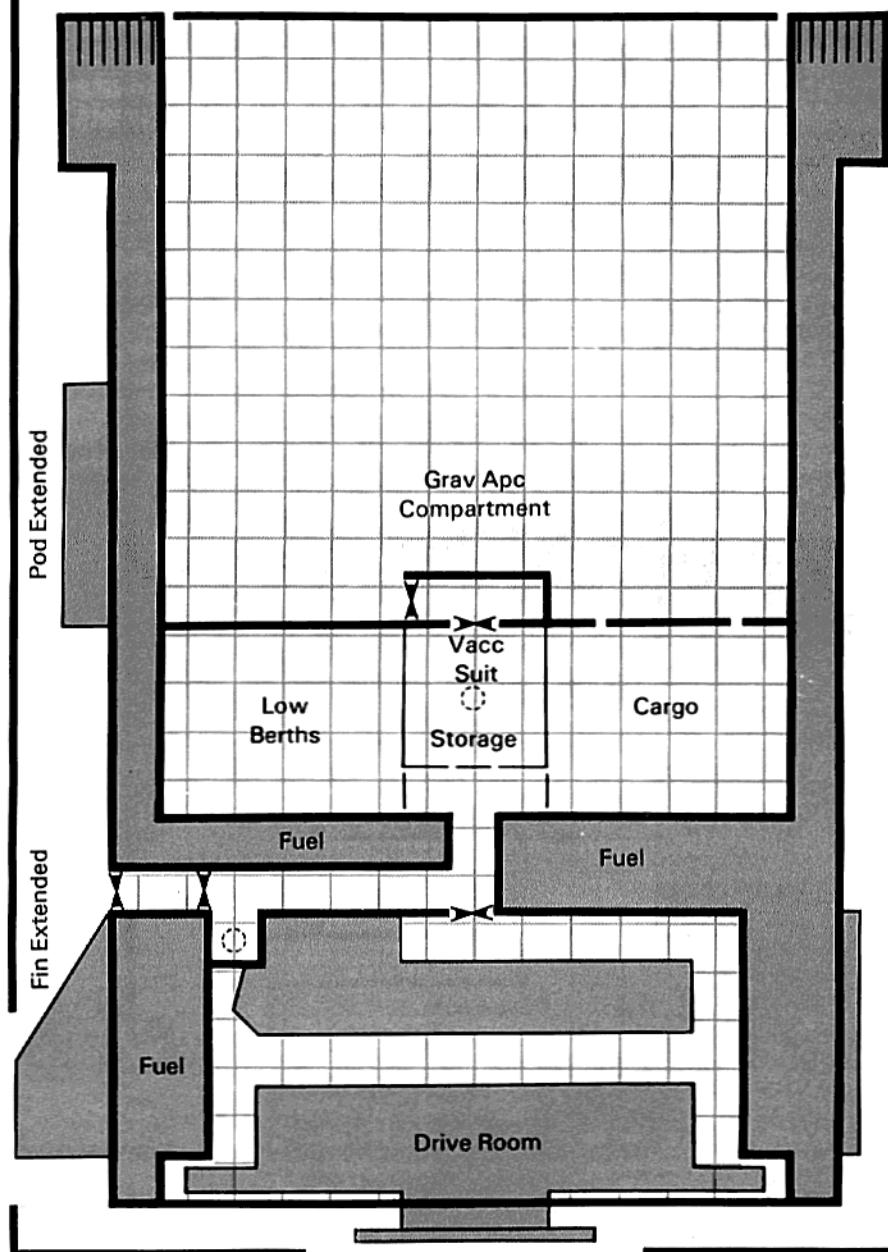 Pod Extended
Grav Apc
Compartment
Vacc
Suit
Low
Berths
Storage
Cargo
Fuel
Fuel
Fin Extended
Fuel
Drive Room